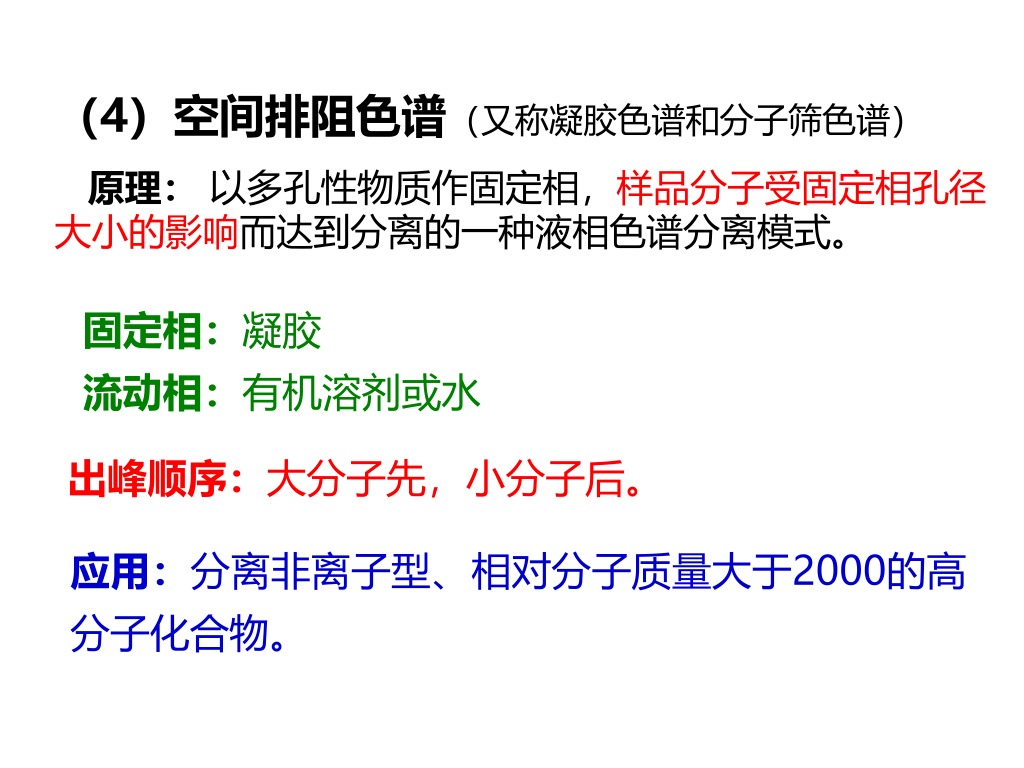 （4）空间排阻色谱（又称凝胶色谱和分子筛色谱）
原理： 以多孔性物质作固定相，样品分子受固定相孔径
大小的影响而达到分离的一种液相色谱分离模式。
固定相：凝胶
流动相：有机溶剂或水
出峰顺序：大分子先，小分子后。
应用：分离非离子型、相对分子质量大于2000的高
分子化合物。